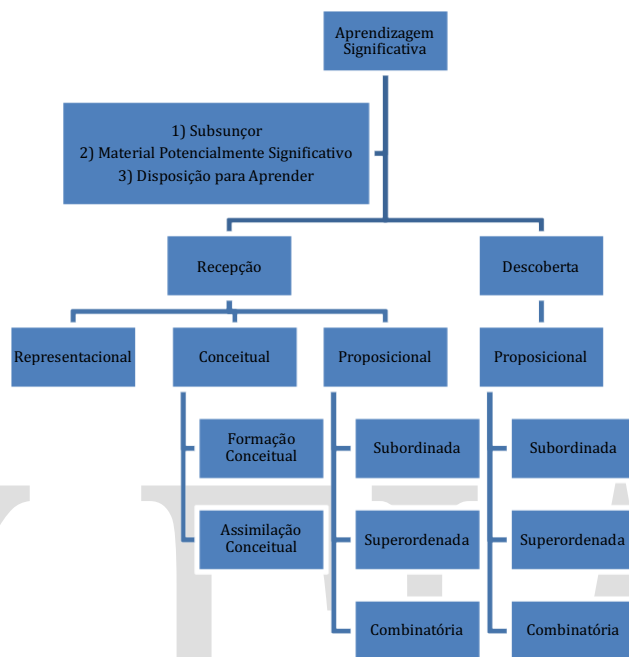 Aprendizagem
Significativa
1) Subsunçor
2) Material Potencialmente Significativo
3) Disposição para Aprender
Recepção
Descoberta
Representacional
Conceitual
Proposicional
Proposicional
Formação
Conceitual
Subordinada
Subordinada
Assimilação
Conceitual
Superordenada
Superordenada
Combinatória
Combinatória